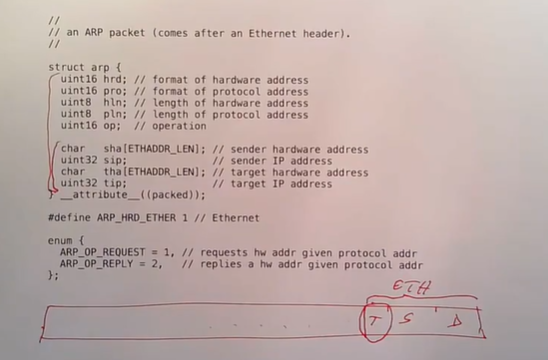 //
// an ARP packet (comes after an Ethernet header).
//
struct arp {
uint16 hrd; // format of hardware address
uint16 pro; // format of protocol address
uint8 hln; // length of hardware address
uint8 pln; // length of protocol address
uint16 op; // operation
char sha[ETHADDR_LEN]; // sender hardware address
uint32 sip; // sender IP address
char tha[ETHADDR_LEN]; // target hardware address
uint32 tip; // target IP address
} __attribute__((packed));
#define ARP_HRD_ETHER 1 // Ethernet
enum {
ARP_OP_REQUEST = 1, // requests hw addr given protocol addr
ARP_OP_REPLY = 2, // replies a hw addr given protocol addr
};
ETH
T S D